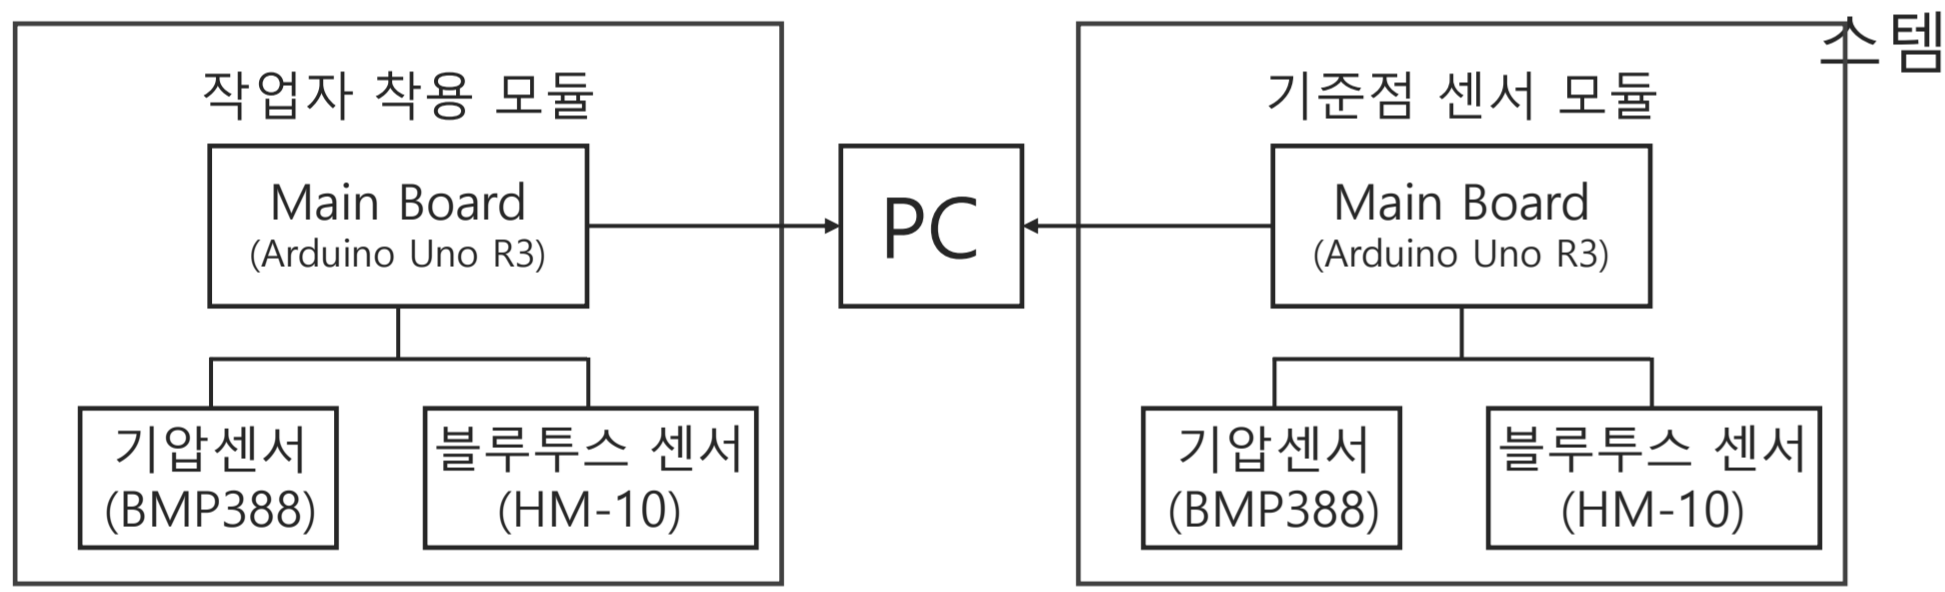 스템
작업자 착용 모듈
Main Board
(Arduino Uno R3)
기압센서
(BMP388)
블루투스 센서
(HM-10)
PC
기준점 센서 모듈
Main Board
(Arduino Uno R3)
기압센서
(BMP388)
블루투스 센서
(HM-10)